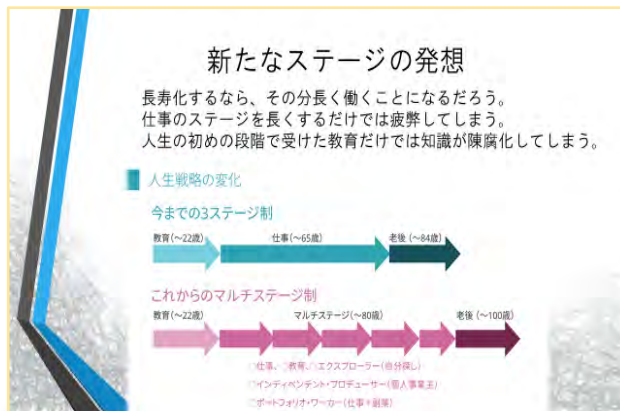 新たなステージの発想
長寿化するなら、その分長く働くことになるだろう。
仕事のステージを長くするだけでは疲弊してしまう。
人生の初めの段階で受けた教育だけでは知識が陳腐化してしまう。
人生戦略の変化
今までの3ステージ制
教育(～22歳) 仕事(～65歳) 老後(～84歳)
これからのマルチステージ制
教育(～22歳) マルチステージ(～80歳) 老後(～100歳)
○仕事、○教育、○エクスプローラー(自分探し)
○インディペンデント・プロデューサー(個人事業主)
○ポートフォリオ・ワーカー(仕事+副業)